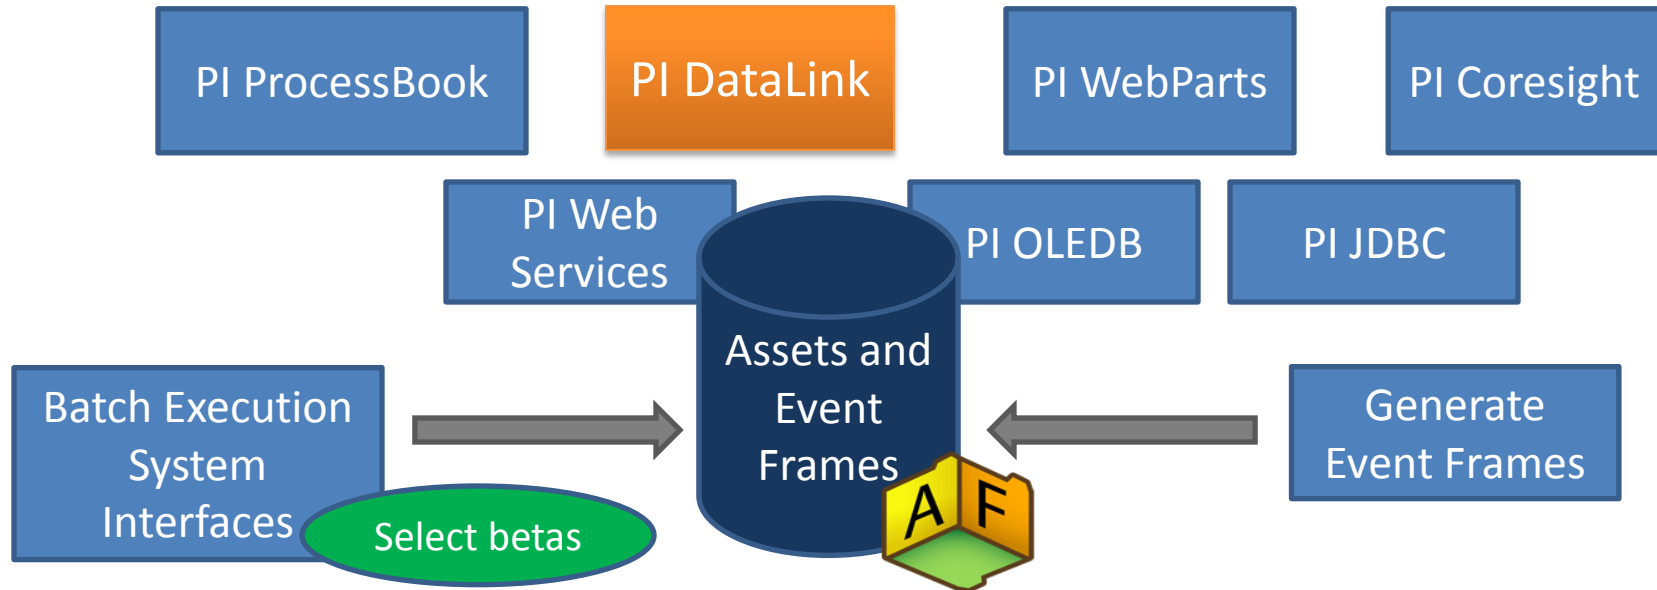 PI ProcessBook
PI DataLink
PI WebParts
PI Coresight
PI Web
Services
PI OLEDB
PI JDBC
Assets and
Event
Frames
Batch Execution
System
Interfaces
Select betas
Generate
Event Frames
A F